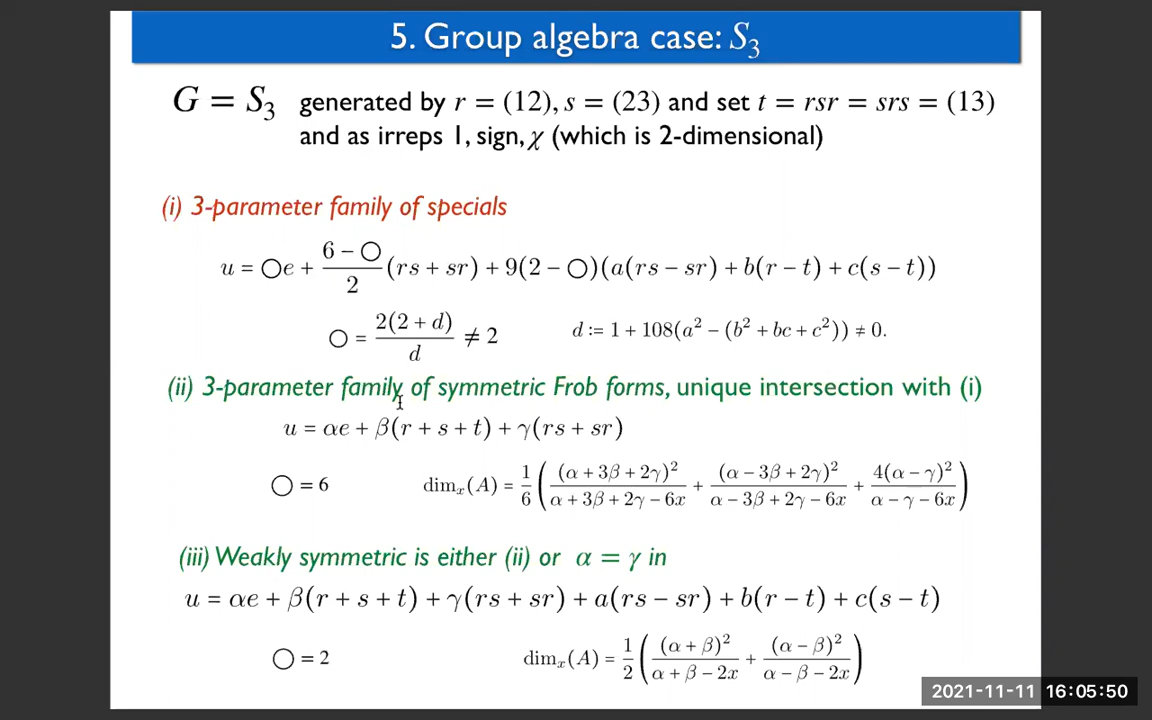 5. Group algebra case: S₃
G = S₃ generated by r = (12), s = (23) and set t = rsr = srs = (13)
and as irreps 1, sign, χ (which is 2-dimensional)
(i) 3-parameter family of specials
u = ◯e + (6 − ◯)/2 (rs + sr) + 9(2 − ◯)(a(rs − sr) + b(r − t) + c(s − t))
◯ = 2(2 + d)/d ≠ 2 d := 1 + 108(a² − (b² + bc + c²)) ≠ 0.
(ii) 3-parameter family of symmetric Frob forms, unique intersection with (i)
u = αe + β(r + s + t) + γ(rs + sr)
◯ = 6 dimₓ(A) = 1/6 ( (α + 3β + 2γ)²/(α + 3β + 2γ − 6x) + (α − 3β + 2γ)²/(α − 3β + 2γ − 6x) + 4(α − γ)²/(α − γ − 6x) )
(iii) Weakly symmetric is either (ii) or α = γ in
u = αe + β(r + s + t) + γ(rs + sr) + a(rs − sr) + b(r − t) + c(s − t)
◯ = 2 dimₓ(A) = 1/2 ( (α + β)²/(α + β − 2x) + (α − β)²/(α − β − 2x) )
2021-11-11 16:05:50